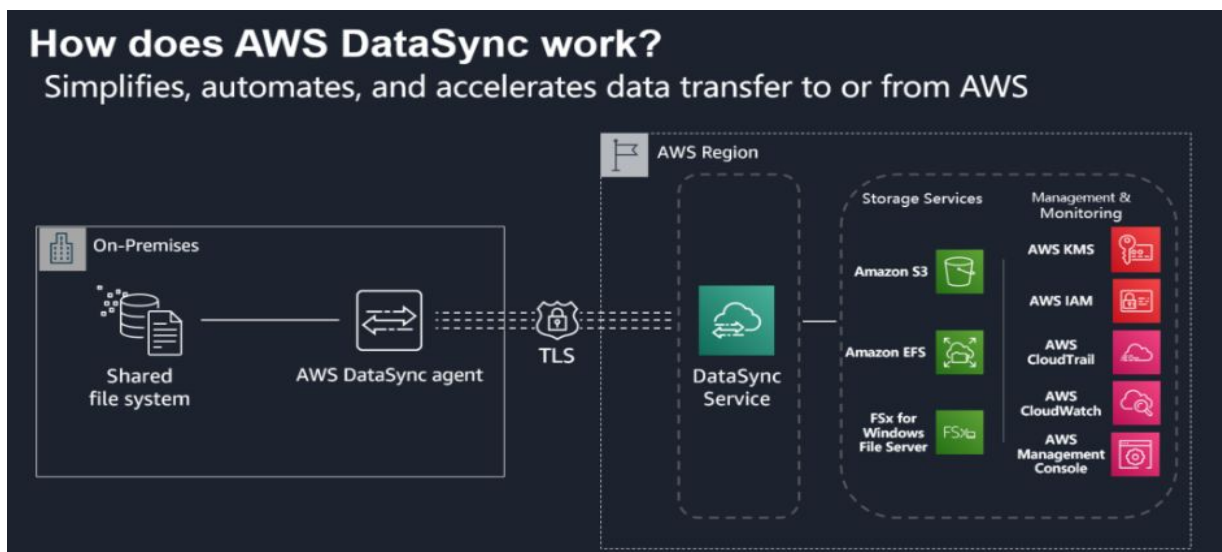 How does AWS DataSync work?
Simplifies, automates, and accelerates data transfer to or from AWS
AWS Region
On-Premises
Shared
file system
AWS DataSync agent
TLS
DataSync
Service
Storage Services
Amazon S3
Amazon EFS
FSx for
Windows
File Server
FSx
Management &
Monitoring
AWS KMS
AWS IAM
AWS
CloudTrail
AWS
CloudWatch
AWS
Management
Console